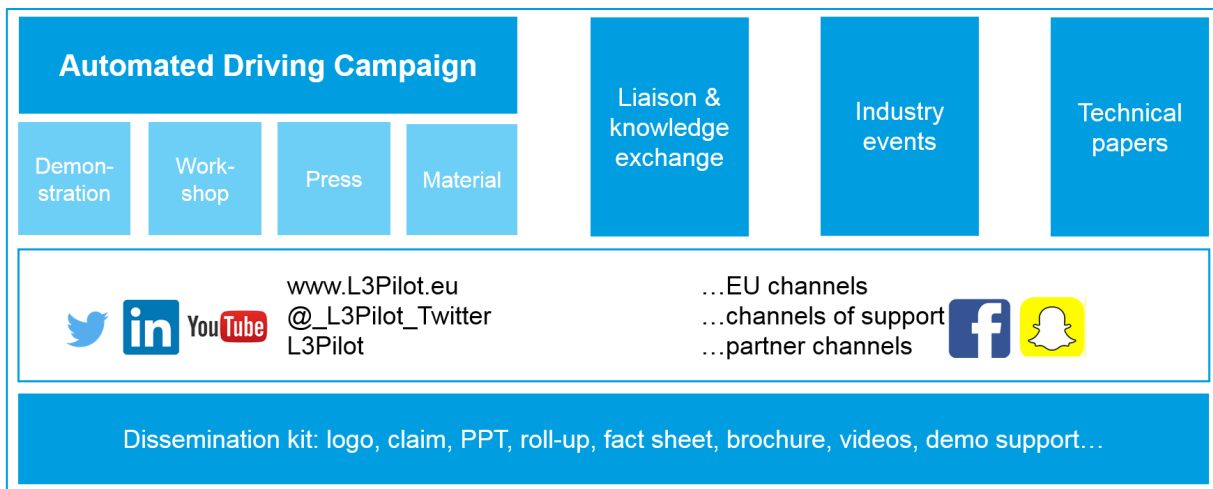 Automated Driving Campaign
Demon-
stration
Work-
shop
Press
Material
Liaison &
knowledge
exchange
Industry
events
Technical
papers
in
YouTube
www.L3Pilot.eu
@_L3Pilot_Twitter
L3Pilot
…EU channels
…channels of support
…partner channels
f
Dissemination kit: logo, claim, PPT, roll-up, fact sheet, brochure, videos, demo support…